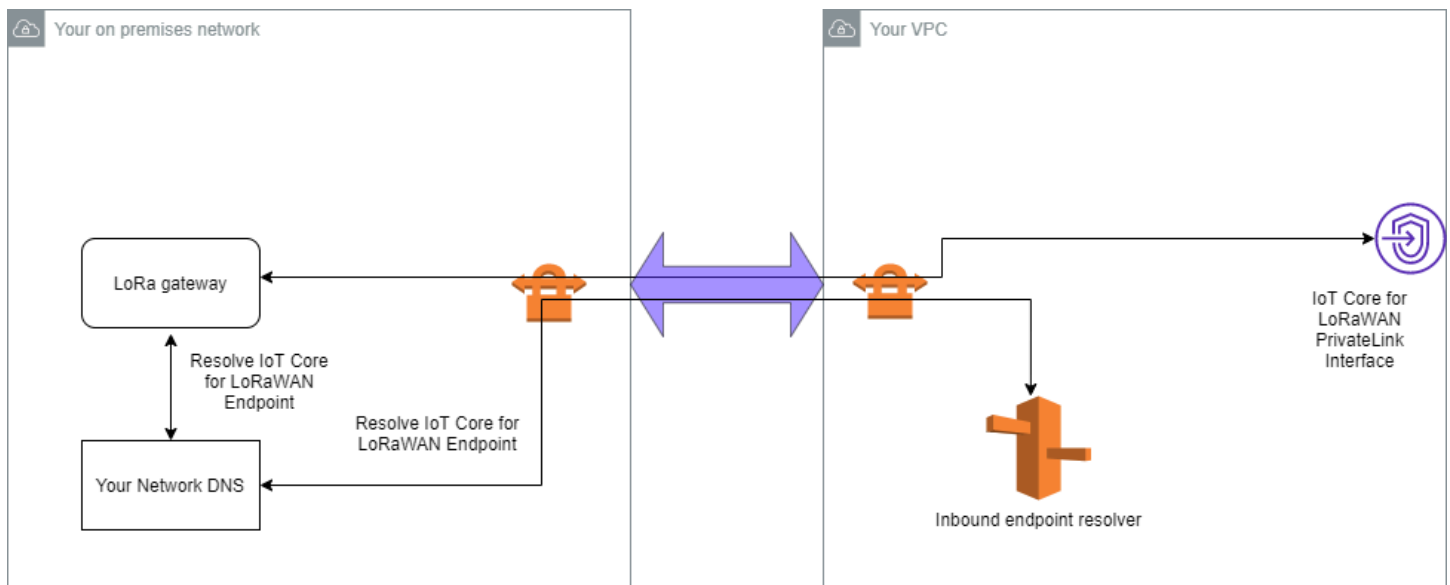 Your on premises network
Your VPC
LoRa gateway
Resolve IoT Core
for LoRaWAN
Endpoint
Resolve IoT Core for
LoRaWAN Endpoint
Your Network DNS
IoT Core for
LoRaWAN
PrivateLink
Interface
Inbound endpoint resolver